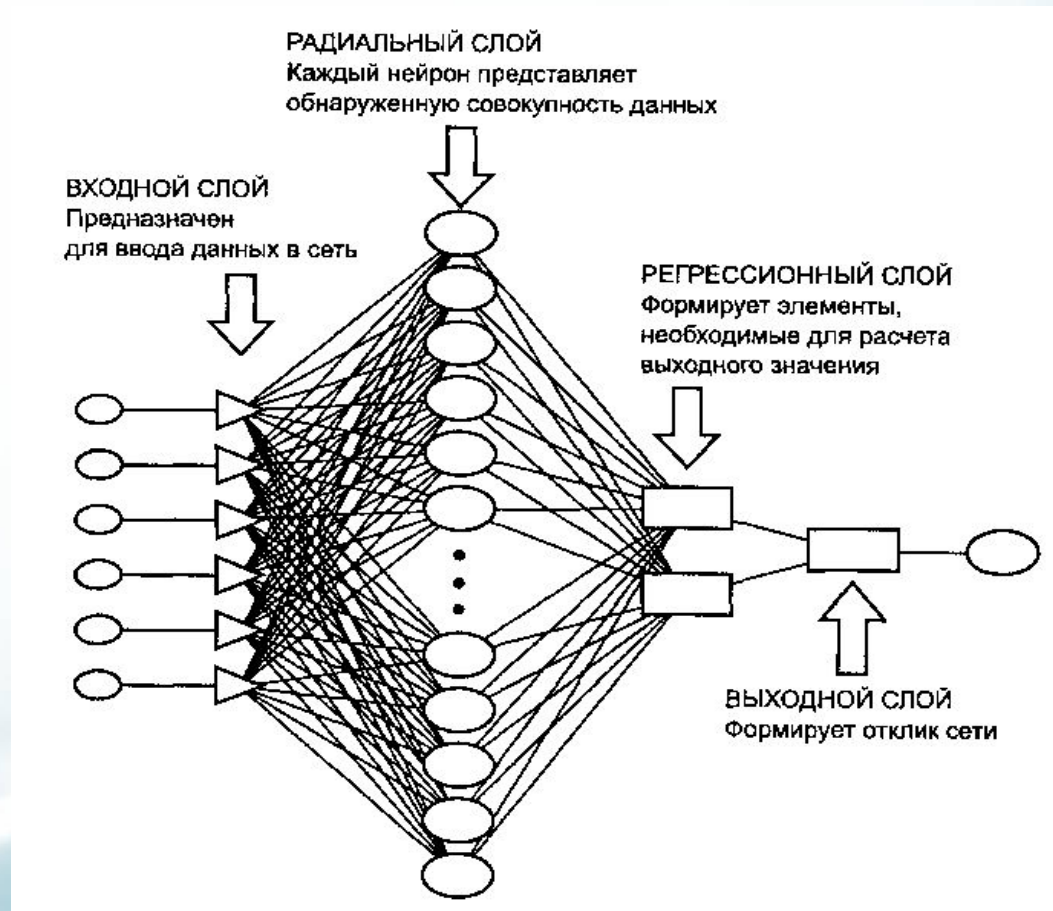 РАДИАЛЬНЫЙ СЛОЙ
Каждый нейрон представляет
обнаруженную совокупность данных
ВХОДНОЙ СЛОЙ
Предназначен
для ввода данных в сеть
РЕГРЕССИОННЫЙ СЛОЙ
Формирует элементы,
необходимые для расчета
выходного значения
ВЫХОДНОЙ СЛОЙ
Формирует отклик сети